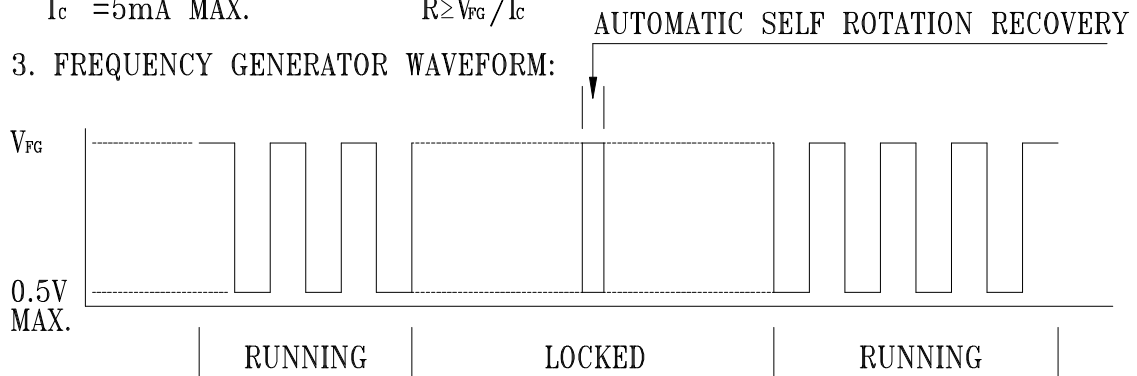 IC =5mA MAX. R≥VFG/IC
AUTOMATIC SELF ROTATION RECOVERY
3. FREQUENCY GENERATOR WAVEFORM:
VFG
0.5V
MAX.
RUNNING LOCKED RUNNING